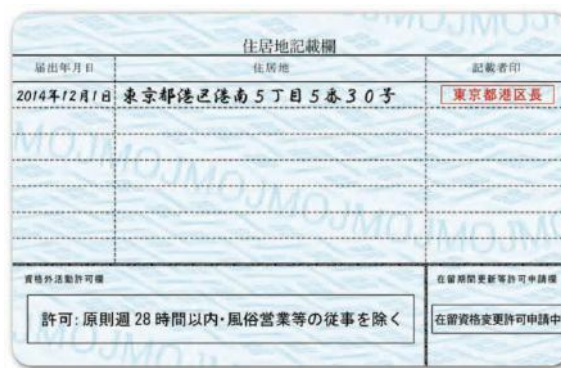 住居地記載欄
届出年月日 住居地 記載者印
2014年12月1日 東京都港区港南5丁目5番30号 東京都港区長
資格外活動許可欄 在留期間更新等許可申請欄
許可:原則週28時間以内・風俗営業等の従事を除く 在留資格変更許可申請中
MOJMOJMOJMOJMOJ